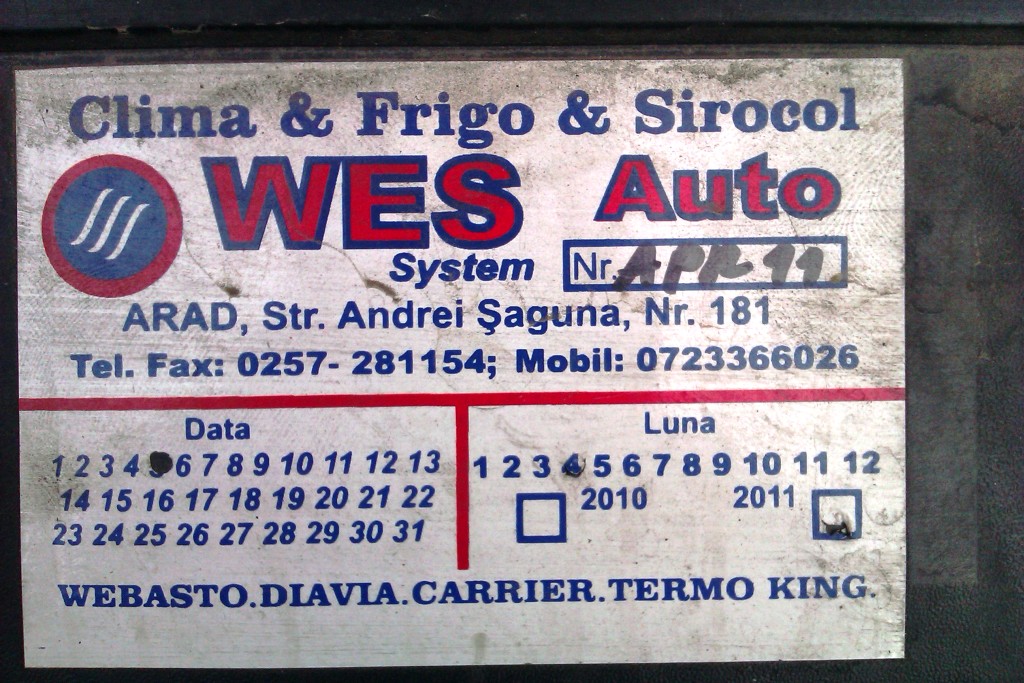 Clima & Frigo & Sirocol
WES Auto
System Nr. APR 11
ARAD, Str. Andrei Şaguna, Nr. 181
Tel. Fax: 0257- 281154; Mobil: 0723366026
Data
1 2 3 4 6 7 8 9 10 11 12 13
14 15 16 17 18 19 20 21 22
23 24 25 26 27 28 29 30 31
Luna
1 2 3 4 5 6 7 8 9 10 11 12
2010 2011
WEBASTO.DIAVIA.CARRIER.TERMO KING.